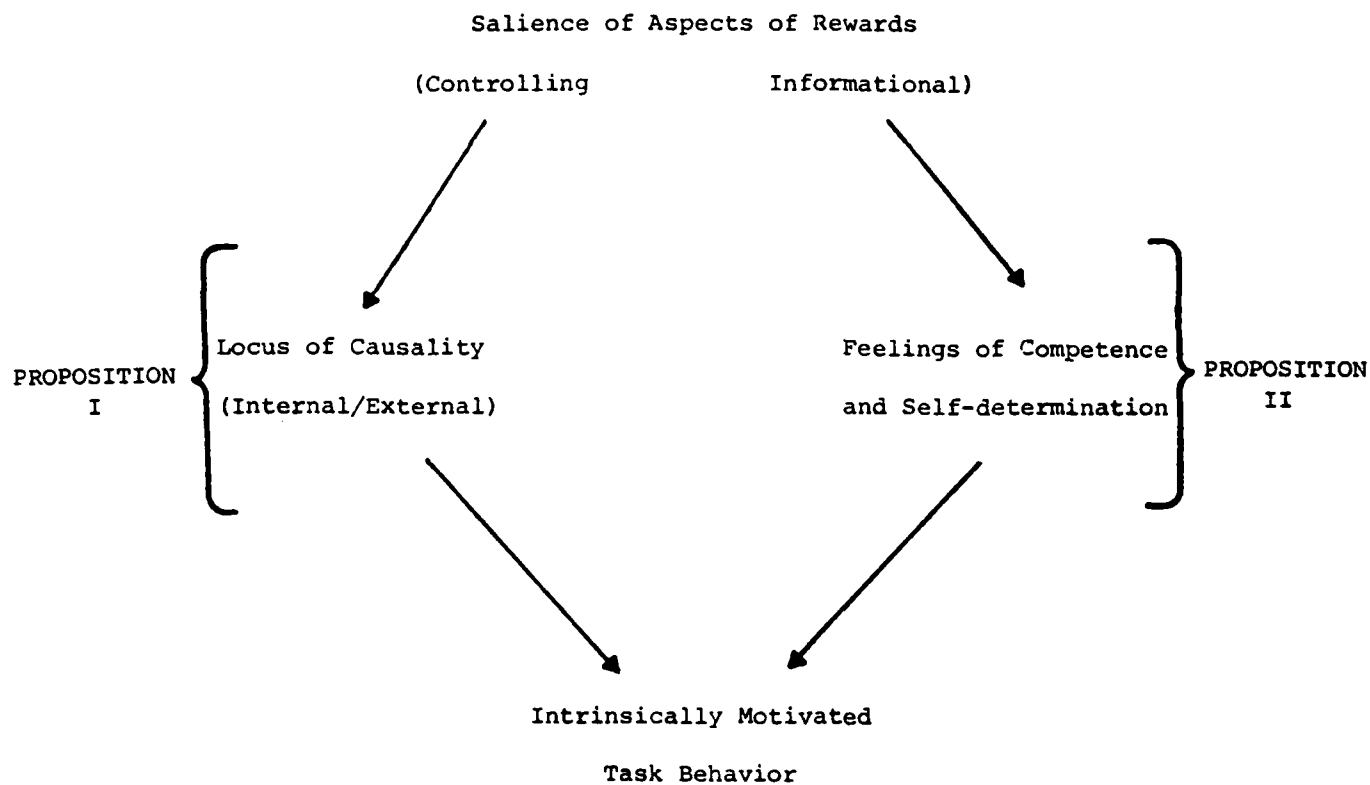 Salience of Aspects of Rewards
(Controlling Informational)
Locus of Causality
(Internal/External)
PROPOSITION
I
Feelings of Competence
and Self-determination
PROPOSITION
II
Intrinsically Motivated
Task Behavior